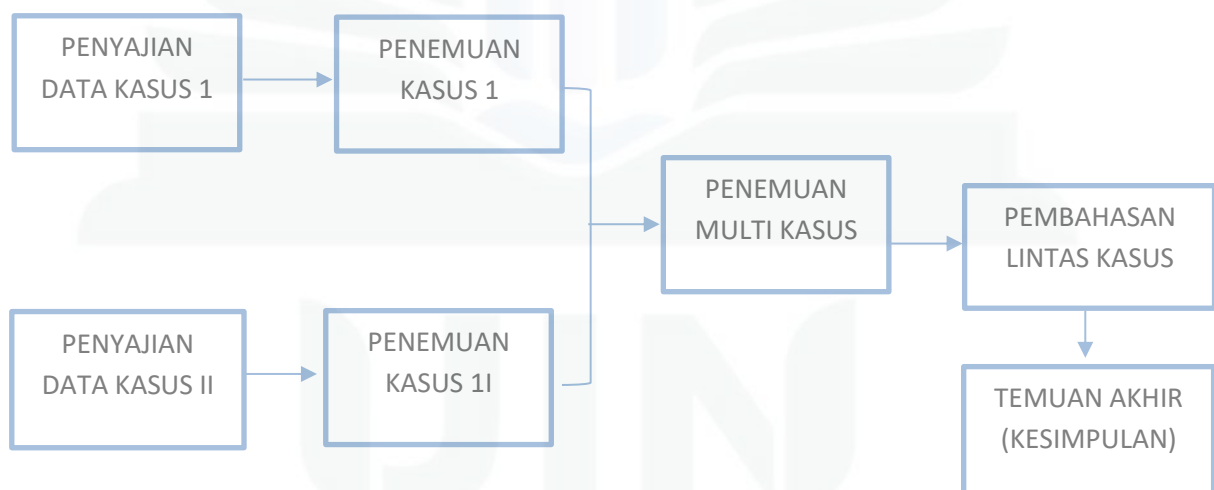 PENYAJIAN
DATA KASUS 1
PENEMUAN
KASUS 1
PENEMUAN
MULTI KASUS
PEMBAHASAN
LINTAS KASUS
PENYAJIAN
DATA KASUS II
PENEMUAN
KASUS 1I
TEMUAN AKHIR
(KESIMPULAN)
UIN